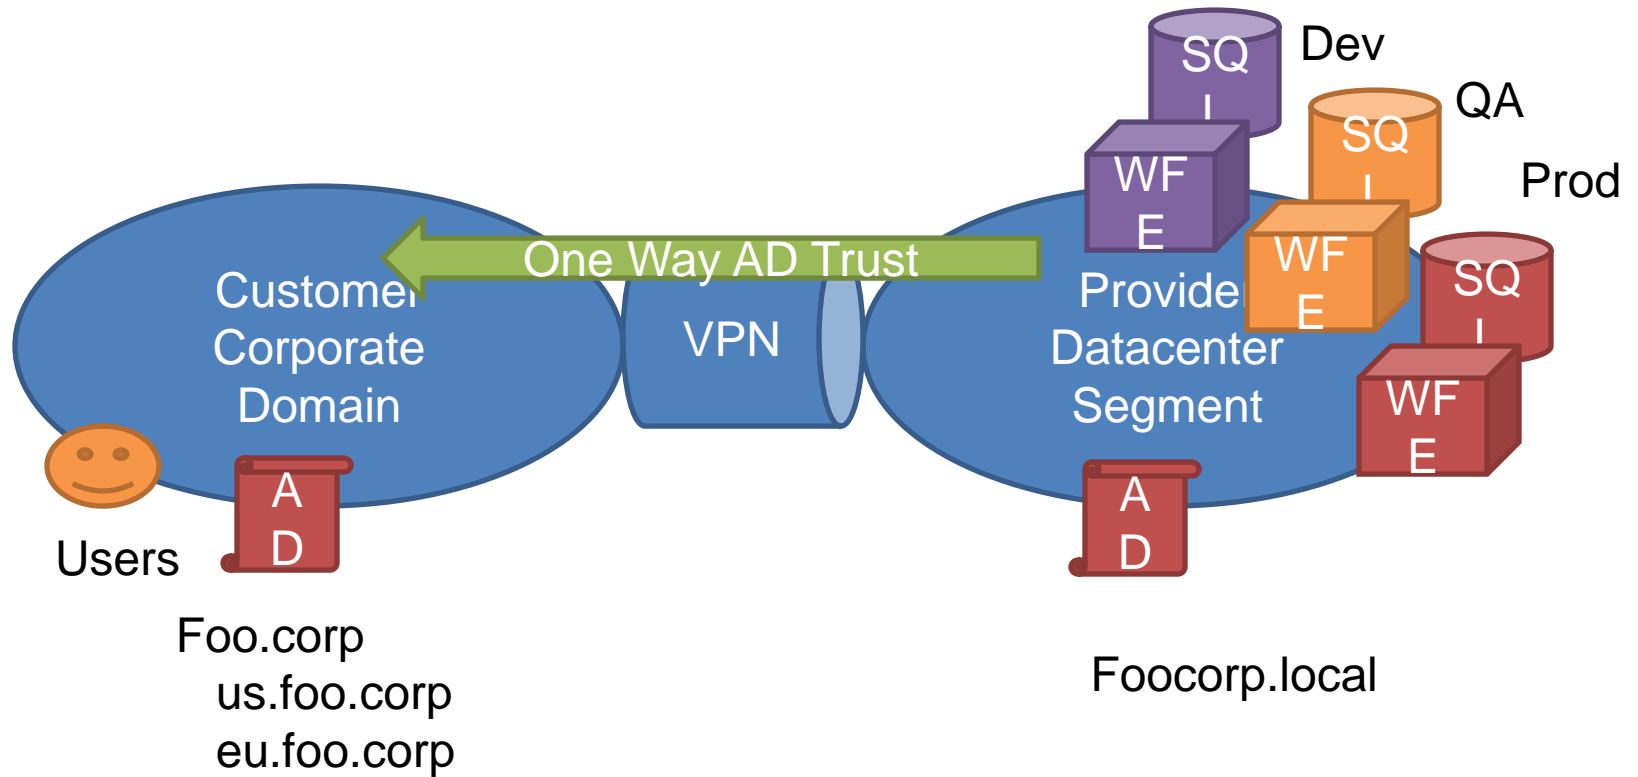 Dev
SQ
L
QA
SQ
L
Prod
SQ
L
WF
E
WF
E
WF
E
One Way AD Trust
Customer
Corporate
Domain
VPN
Provider
Datacenter
Segment
A
D
A
D
Users
Foo.corp
us.foo.corp
eu.foo.corp
Foocorp.local